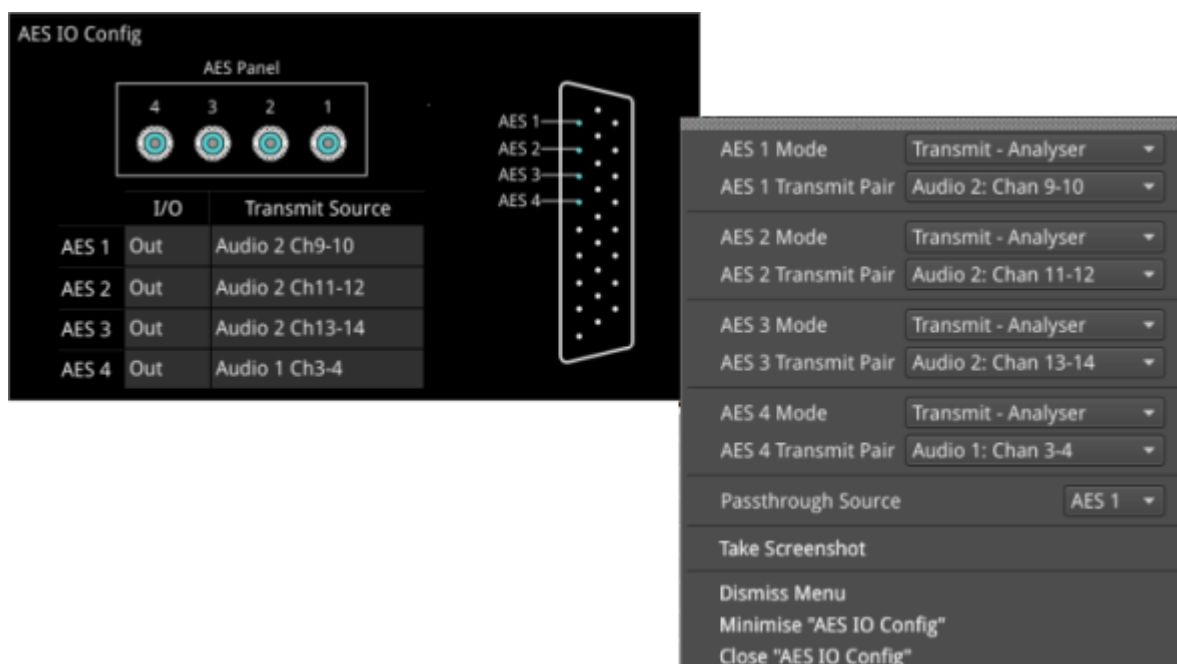 AES IO Config
AES Panel
4 3 2 1
I/O Transmit Source
AES 1 Out Audio 2 Ch9-10
AES 2 Out Audio 2 Ch11-12
AES 3 Out Audio 2 Ch13-14
AES 4 Out Audio 1 Ch3-4
AES 1
AES 2
AES 3
AES 4
AES 1 Mode Transmit - Analyser
AES 1 Transmit Pair Audio 2: Chan 9-10
AES 2 Mode Transmit - Analyser
AES 2 Transmit Pair Audio 2: Chan 11-12
AES 3 Mode Transmit - Analyser
AES 3 Transmit Pair Audio 2: Chan 13-14
AES 4 Mode Transmit - Analyser
AES 4 Transmit Pair Audio 1: Chan 3-4
Passthrough Source AES 1
Take Screenshot
Dismiss Menu
Minimise "AES IO Config"
Close "AES IO Config"